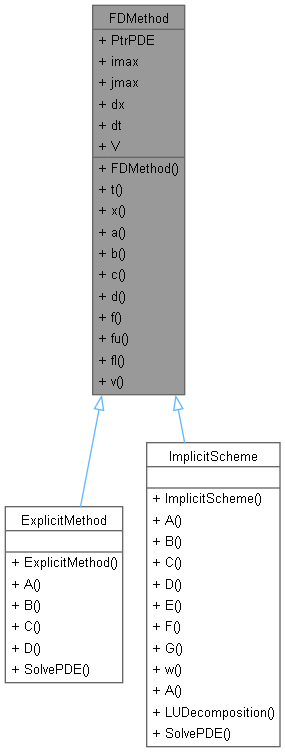 FDMethod
+ PtrPDE
+ imax
+ jmax
+ dx
+ dt
+ V
+ FDMethod()
+ t()
+ x()
+ a()
+ b()
+ c()
+ d()
+ f()
+ fu()
+ fl()
+ v()
ExplicitMethod
+ ExplicitMethod()
+ A()
+ B()
+ C()
+ D()
+ SolvePDE()
ImplicitScheme
+ ImplicitScheme()
+ A()
+ B()
+ C()
+ D()
+ E()
+ F()
+ G()
+ w()
+ A()
+ LUDecomposition()
+ SolvePDE()